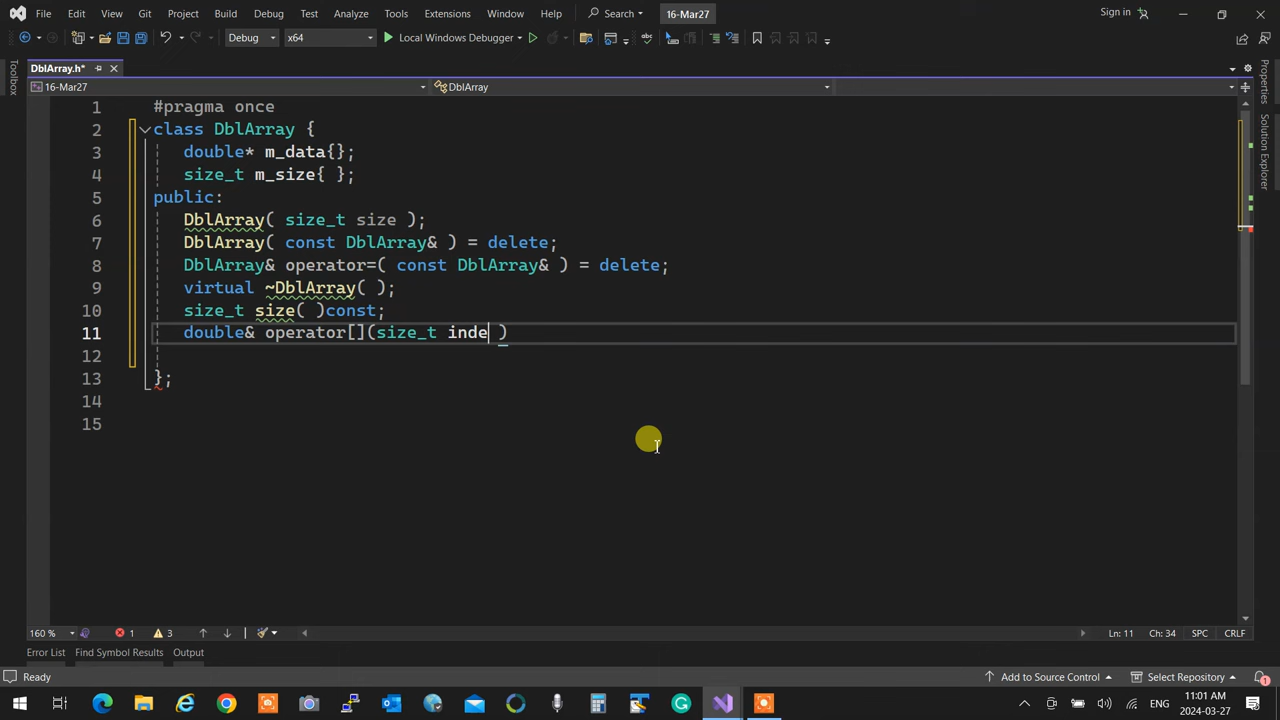 File Edit View Git Project Build Debug Test Analyze Tools Extensions Window Help Search 16-Mar27 Sign in
Debug x64 Local Windows Debugger
DblArray.h*
16-Mar27 DblArray
1 #pragma once
2 class DblArray {
3 double* m_data{};
4 size_t m_size{ };
5 public:
6 DblArray( size_t size );
7 DblArray( const DblArray& ) = delete;
8 DblArray& operator=( const DblArray& ) = delete;
9 virtual ~DblArray( );
10 size_t size( )const;
11 double& operator[](size_t inde )
12
13 };
14
15
Toolbox
Properties
Solution Explorer
160 % 1 3 Ln: 11 Ch: 34 SPC CRLF
Error List Find Symbol Results Output
Ready Add to Source Control Select Repository 1
ENG 11:01 AM
2024-03-27